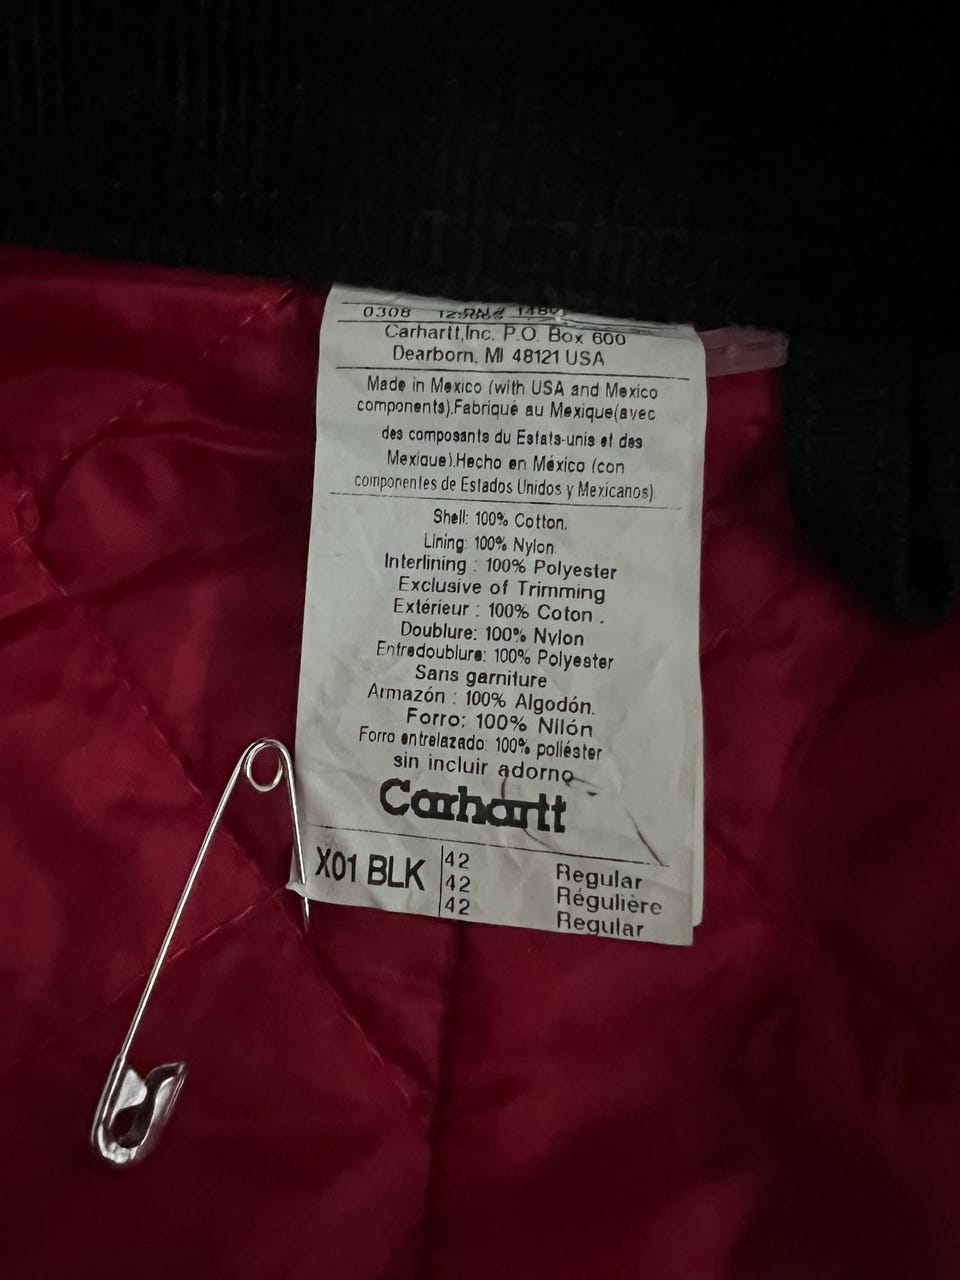 0308
Carhartt,Inc. P.O. Box 600
Dearborn, MI 48121 USA
Made in Mexico (with USA and Mexico
components).Fabriqué au Mexique(avec
des composants du Estats-unis et des
Mexique).Hecho en México (con
componentes de Estados Unidos y Mexicanos).
Shell: 100% Cotton.
Lining: 100% Nylon.
Interlining : 100% Polyester
Exclusive of Trimming
Extérieur : 100% Coton .
Doublure: 100% Nylon
Entredoublure: 100% Polyester
Sans garniture
Armazón : 100% Algodón.
Forro: 100% Nilón
Forro entrelazado: 100% poliéster
sin incluir adorno
Carhartt
X01 BLK 42 Regular
42 Régulière
42 Regular